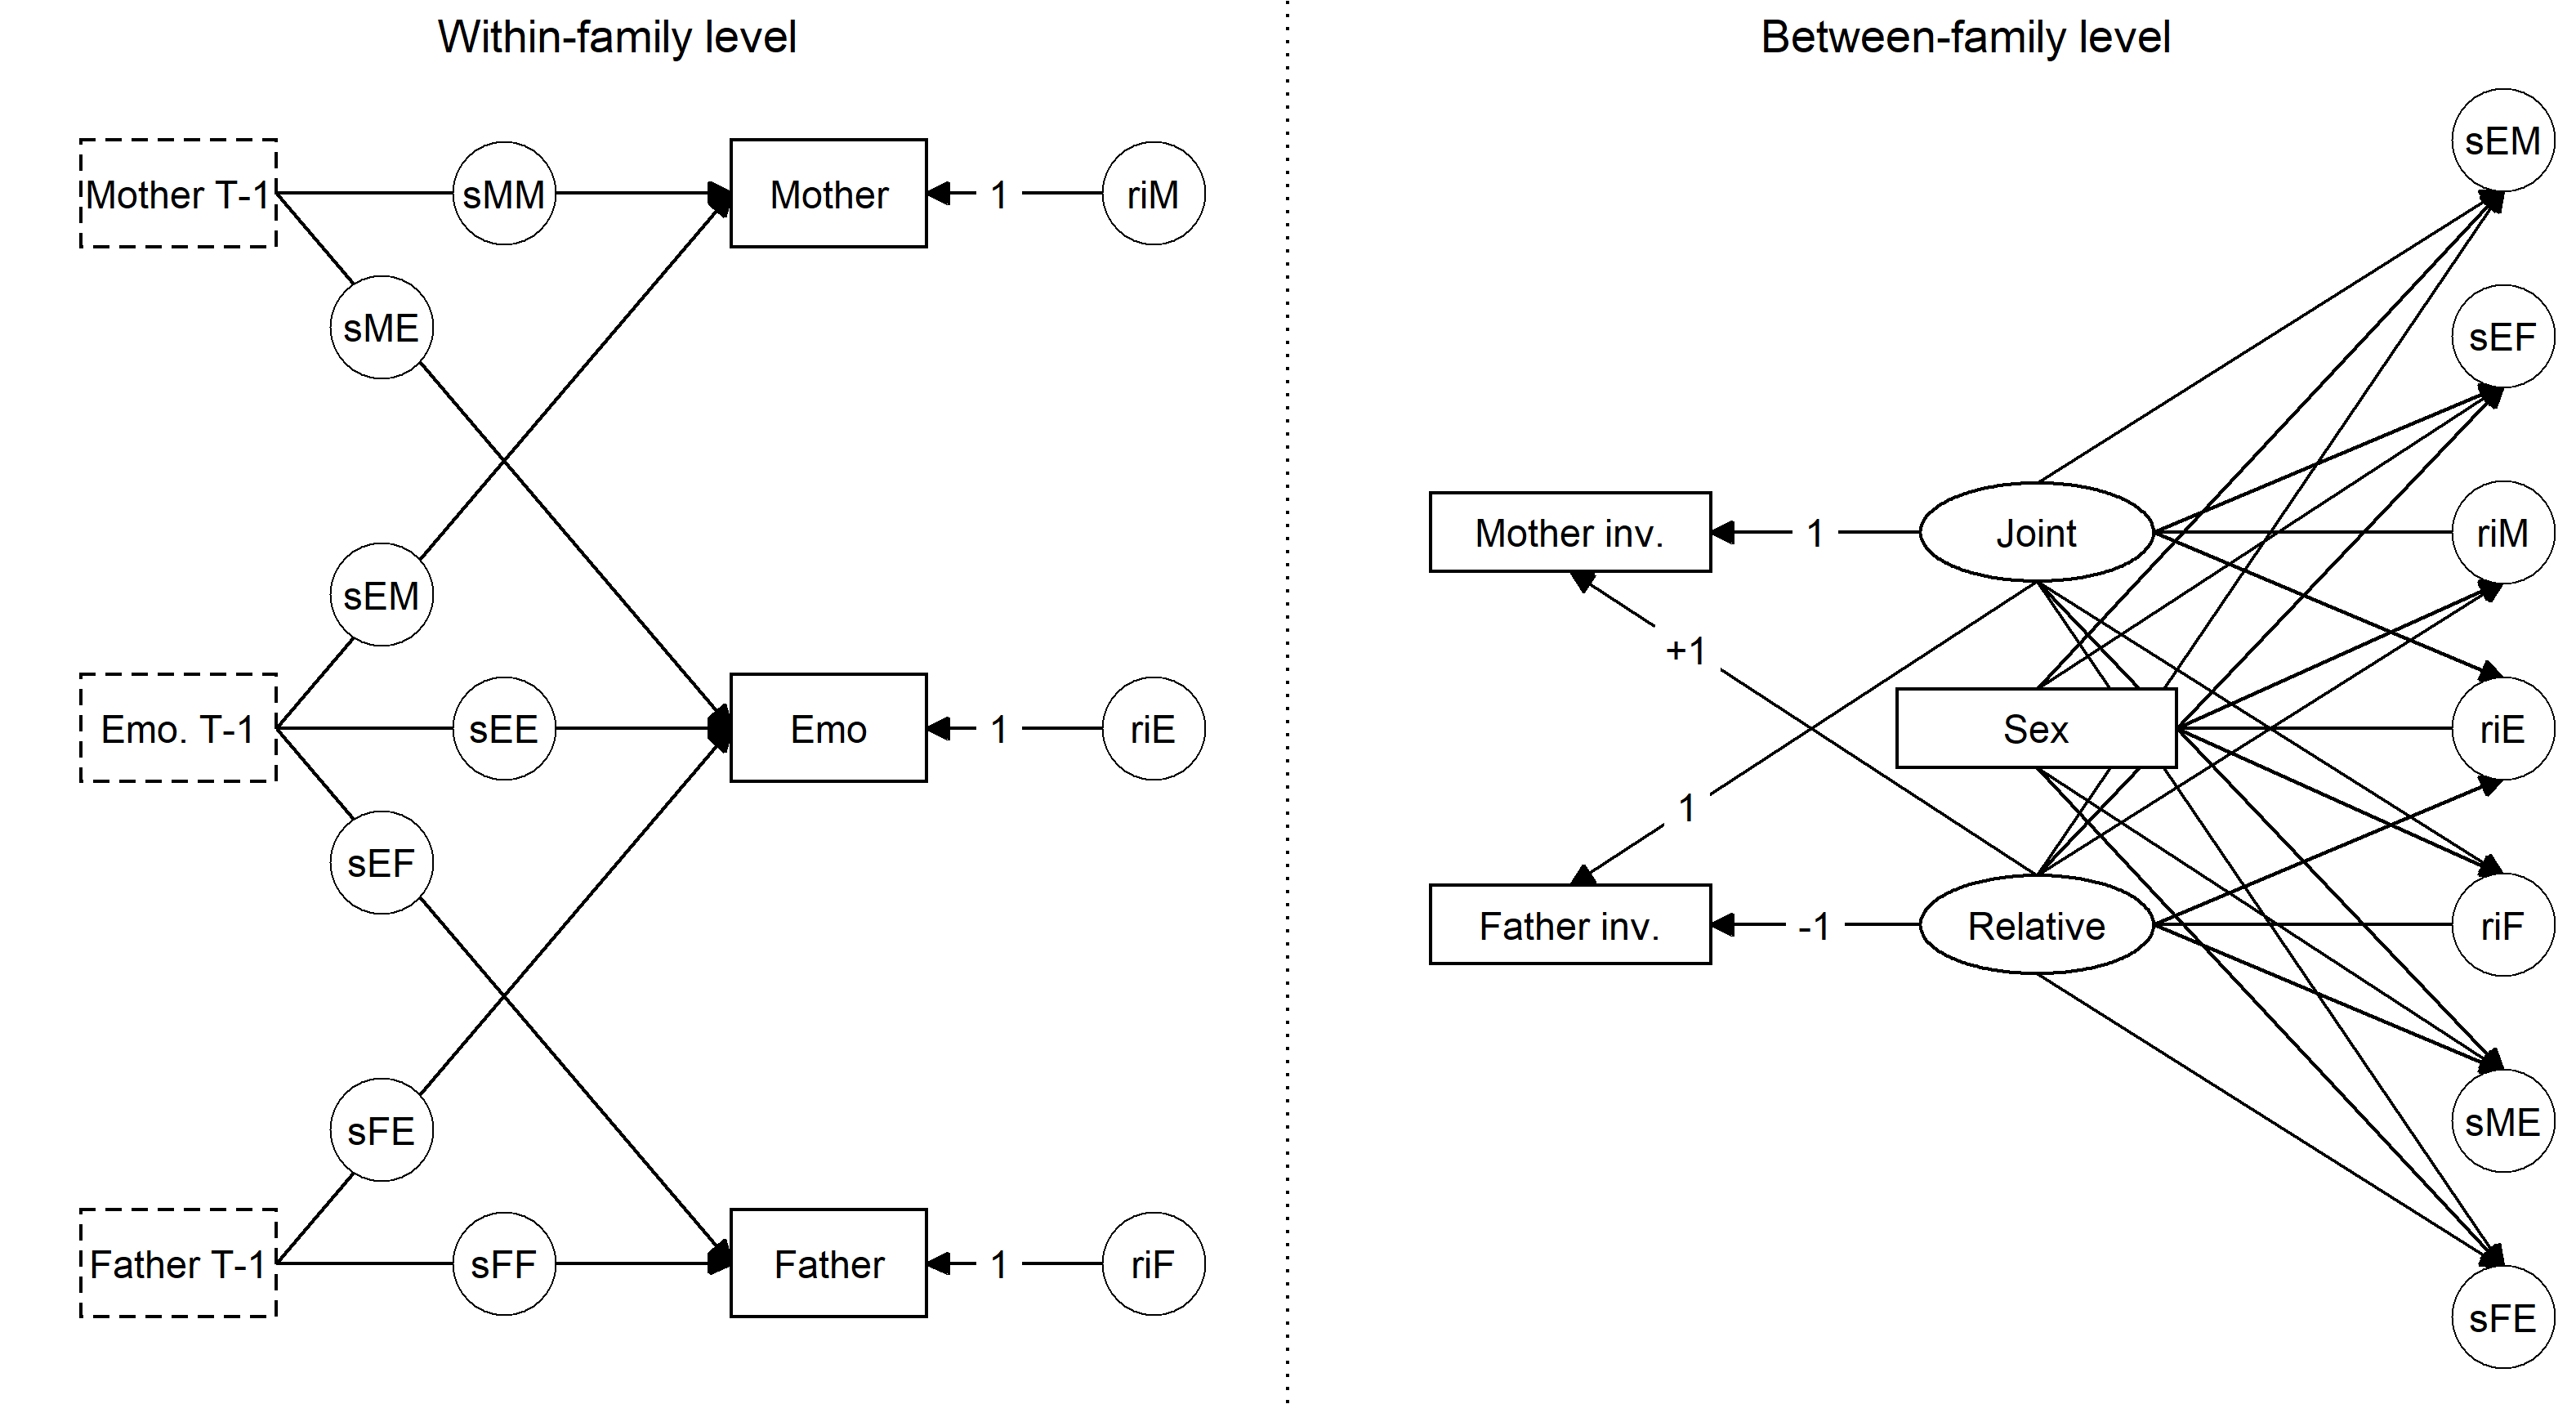 Within-family level
Between-family level
Mother T-1
sMM
Mother
1
riM
sME
sEM
Emo. T-1
sEE
Emo
1
riE
sEF
sFE
Father T-1
sFF
Father
1
riF
sEM
sEF
Mother inv.
1
Joint
riM
+1
Sex
riE
1
Father inv.
-1
Relative
riF
sME
sFE